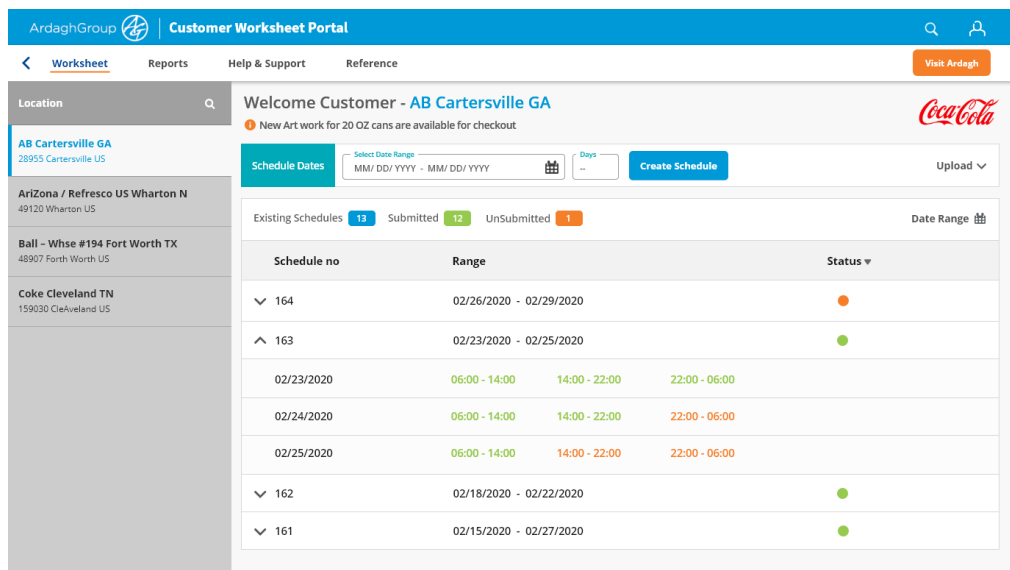 ArdaghGroup Customer Worksheet Portal
Worksheet Reports Help & Support Reference Visit Ardagh
Location
AB Cartersville GA
28955 Cartersville US
AriZona / Refresco US Wharton N
49120 Wharton US
Ball – Whse #194 Fort Worth TX
48907 Forth Worth US
Coke Cleveland TN
159030 CleAveland US
Welcome Customer - AB Cartersville GA
New Art work for 20 OZ cans are available for checkout
Coca-Cola
Schedule Dates
Select Date Range
MM/ DD/ YYYY - MM/ DD/ YYYY
Days
--
Create Schedule
Upload
Existing Schedules 13 Submitted 12 UnSubmitted 1 Date Range
Schedule no Range Status
164 02/26/2020 - 02/29/2020
163 02/23/2020 - 02/25/2020
02/23/2020 06:00 - 14:00 14:00 - 22:00 22:00 - 06:00
02/24/2020 06:00 - 14:00 14:00 - 22:00 22:00 - 06:00
02/25/2020 06:00 - 14:00 14:00 - 22:00 22:00 - 06:00
162 02/18/2020 - 02/22/2020
161 02/15/2020 - 02/27/2020